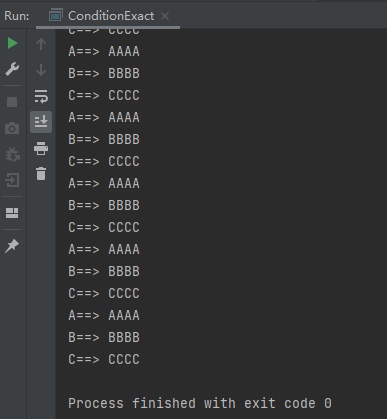 Run: ConditionExact
C==> CCCC
A==> AAAA
B==> BBBB
C==> CCCC
A==> AAAA
B==> BBBB
C==> CCCC
A==> AAAA
B==> BBBB
C==> CCCC
A==> AAAA
B==> BBBB
C==> CCCC
A==> AAAA
B==> BBBB
C==> CCCC
Process finished with exit code 0